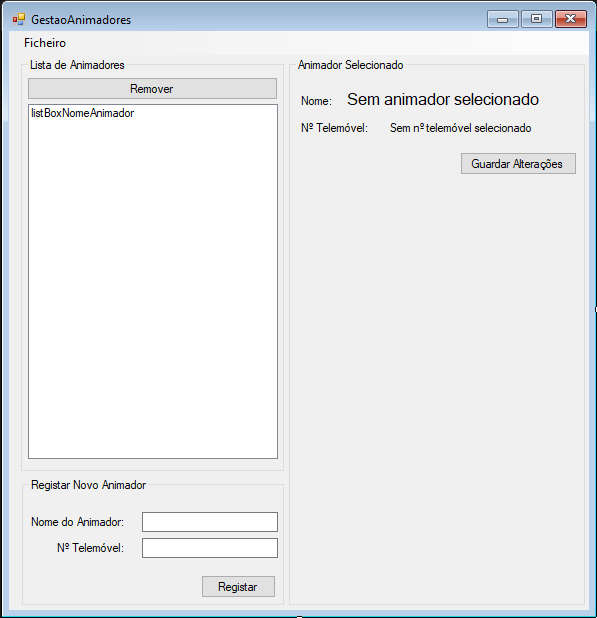 GestaoAnimadores
Ficheiro
Lista de Animadores
Remover
listBoxNomeAnimador
Registar Novo Animador
Nome do Animador:
Nº Telemóvel:
Registar
Animador Selecionado
Nome: Sem animador selecionado
Nº Telemóvel: Sem nº telemóvel selecionado
Guardar Alterações